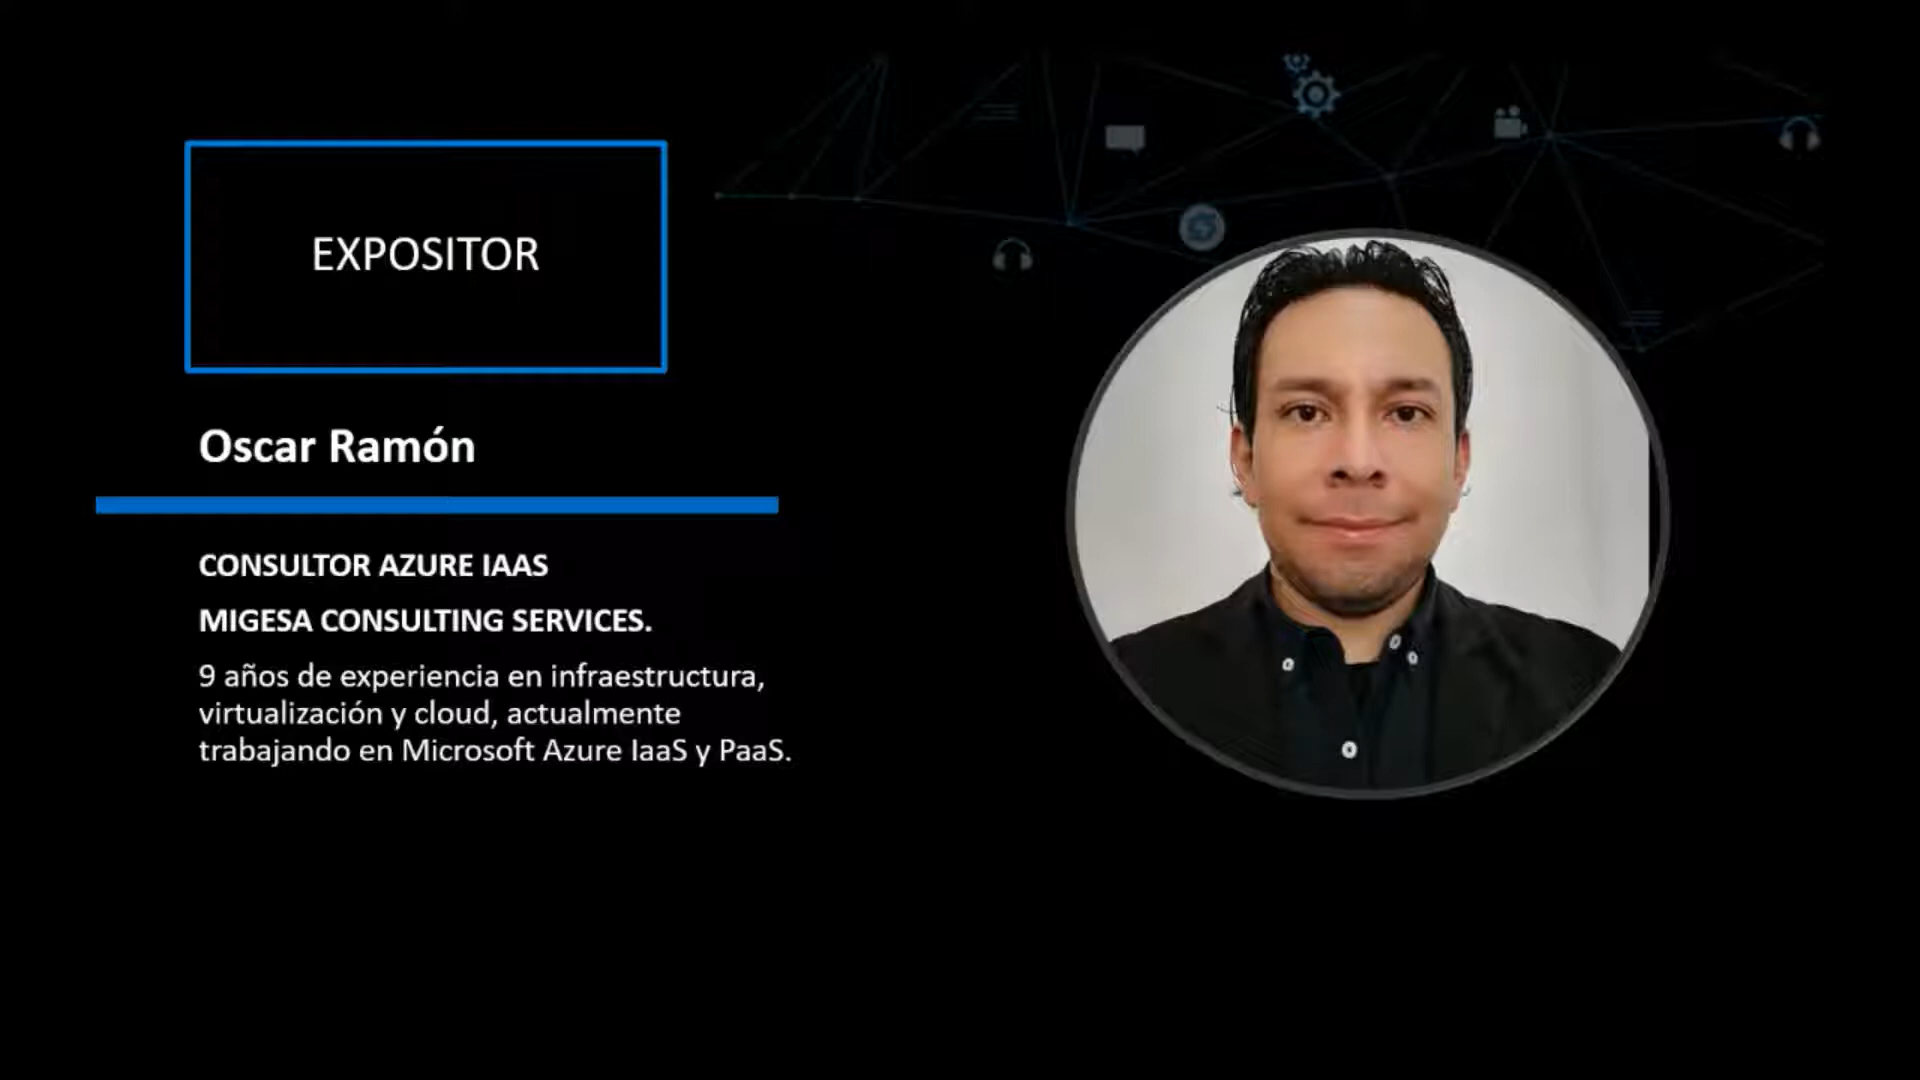 EXPOSITOR
Oscar Ramón
CONSULTOR AZURE IAAS
MIGESA CONSULTING SERVICES.
9 años de experiencia en infraestructura,
virtualización y cloud, actualmente
trabajando en Microsoft Azure IaaS y PaaS.